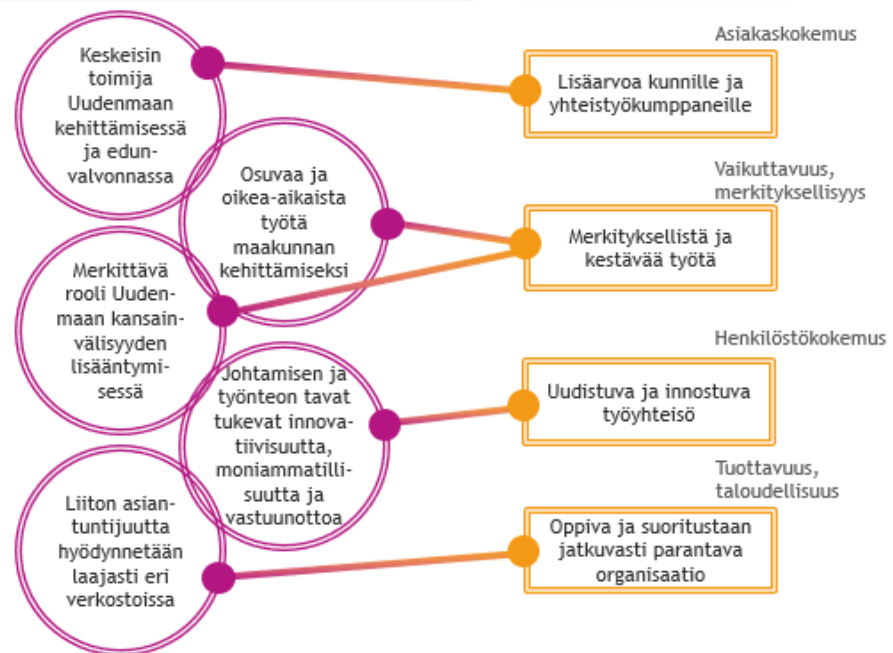 Keskeisin
toimija
Uudenmaan
kehittämisessä
ja edun-
valvonnassa
Osuvaa ja
oikea-aikaista
työtä
maakunnan
kehittämiseksi
Merkittävä
rooli Uuden-
maan kansain-
välisyyden
lisääntymi-
sessä
Johtamisen ja
työnteon tavat
tukevat innova-
tiivisuutta,
moniammatilli-
suutta ja
vastuunottoa
Liiton asian-
tuntijuutta
hyödynnetään
laajasti eri
verkostoissa
Asiakaskokemus
Lisäarvoa kunnille ja
yhteistyökumppaneille
Vaikuttavuus,
merkityksellisyys
Merkityksellistä ja
kestävää työtä
Henkilöstökokemus
Uudistuva ja innostuva
työyhteisö
Tuottavuus,
taloudellisuus
Oppiva ja suoritustaan
jatkuvasti parantava
organisaatio